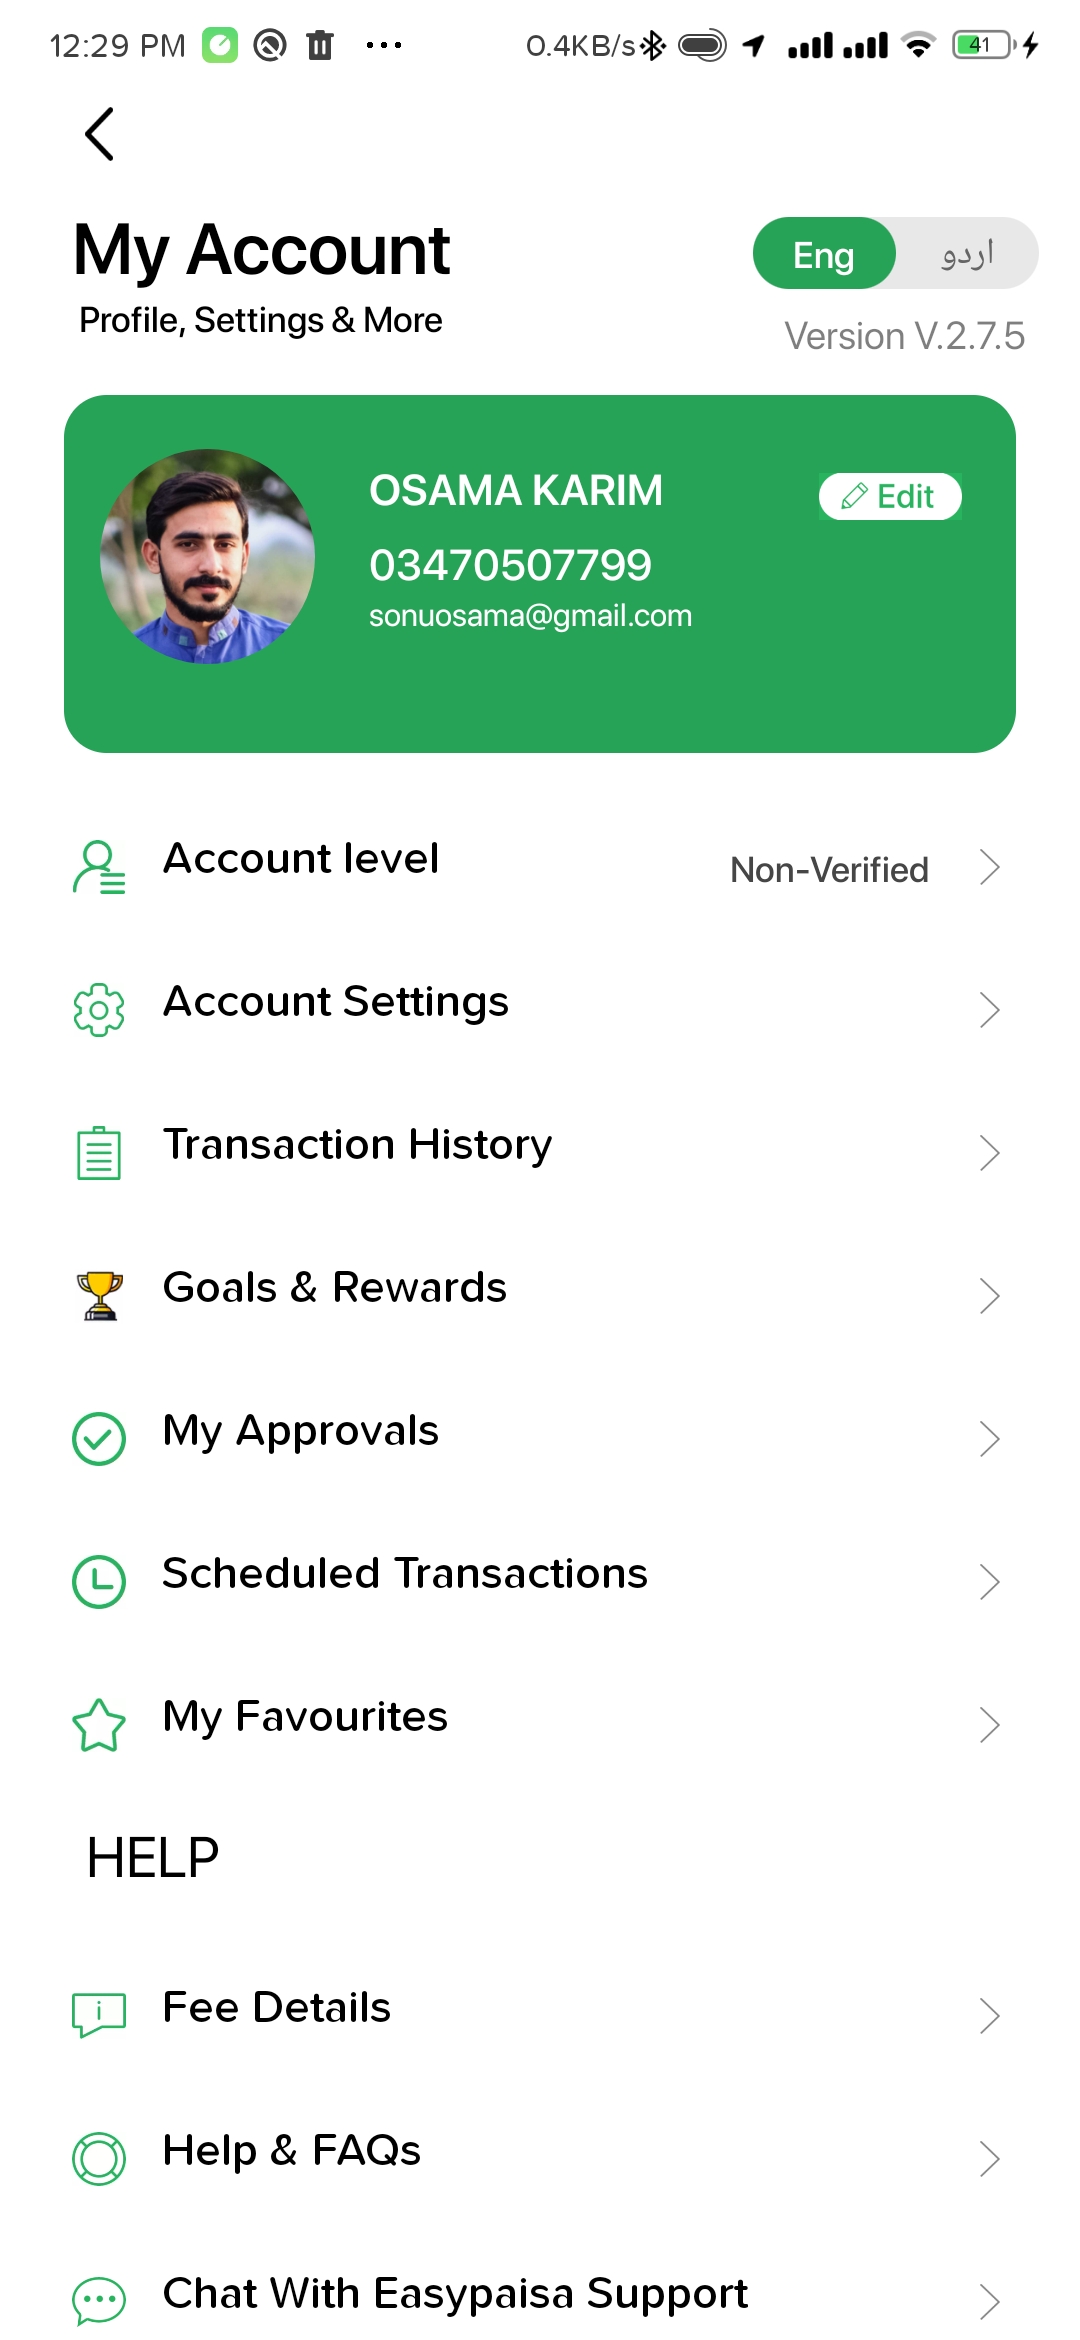 12:29 PM
0.4KB/s
41
My Account
Eng
اردو
Profile, Settings & More
Version V.2.7.5
OSAMA KARIM
Edit
03470507799
sonuosama@gmail.com
Account level
Non-Verified
Account Settings
Transaction History
Goals & Rewards
My Approvals
Scheduled Transactions
My Favourites
HELP
Fee Details
Help & FAQs
Chat With Easypaisa Support